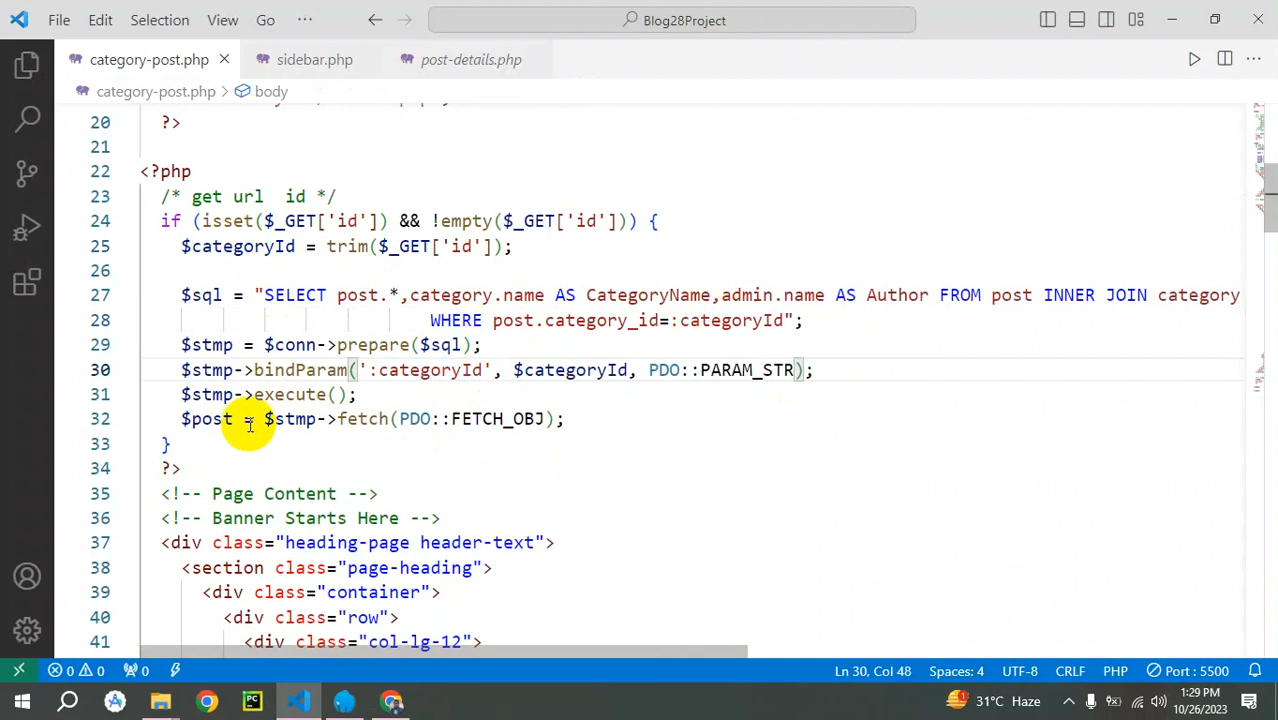 File Edit Selection View Go ··· Blog28Project
category-post.php sidebar.php post-details.php
category-post.php > body
20 ?>
21
22 <?php
23 /* get url  id */
24 if (isset($_GET['id']) && !empty($_GET['id'])) {
25 $categoryId = trim($_GET['id']);
26
27 $sql = "SELECT post.*,category.name AS CategoryName,admin.name AS Author FROM post INNER JOIN category
28 WHERE post.category_id=:categoryId";
29 $stmp = $conn->prepare($sql);
30 $stmp->bindParam(':categoryId', $categoryId, PDO::PARAM_STR);
31 $stmp->execute();
32 $post = $stmp->fetch(PDO::FETCH_OBJ);
33 }
34 ?>
35 <!-- Page Content -->
36 <!-- Banner Starts Here -->
37 <div class="heading-page header-text">
38 <section class="page-heading">
39 <div class="container">
40 <div class="row">
41 <div class="col-lg-12">
0 0 0 Ln 30, Col 48 Spaces: 4 UTF-8 CRLF PHP Port : 5500
31°C Haze 1:29 PM
10/26/2023